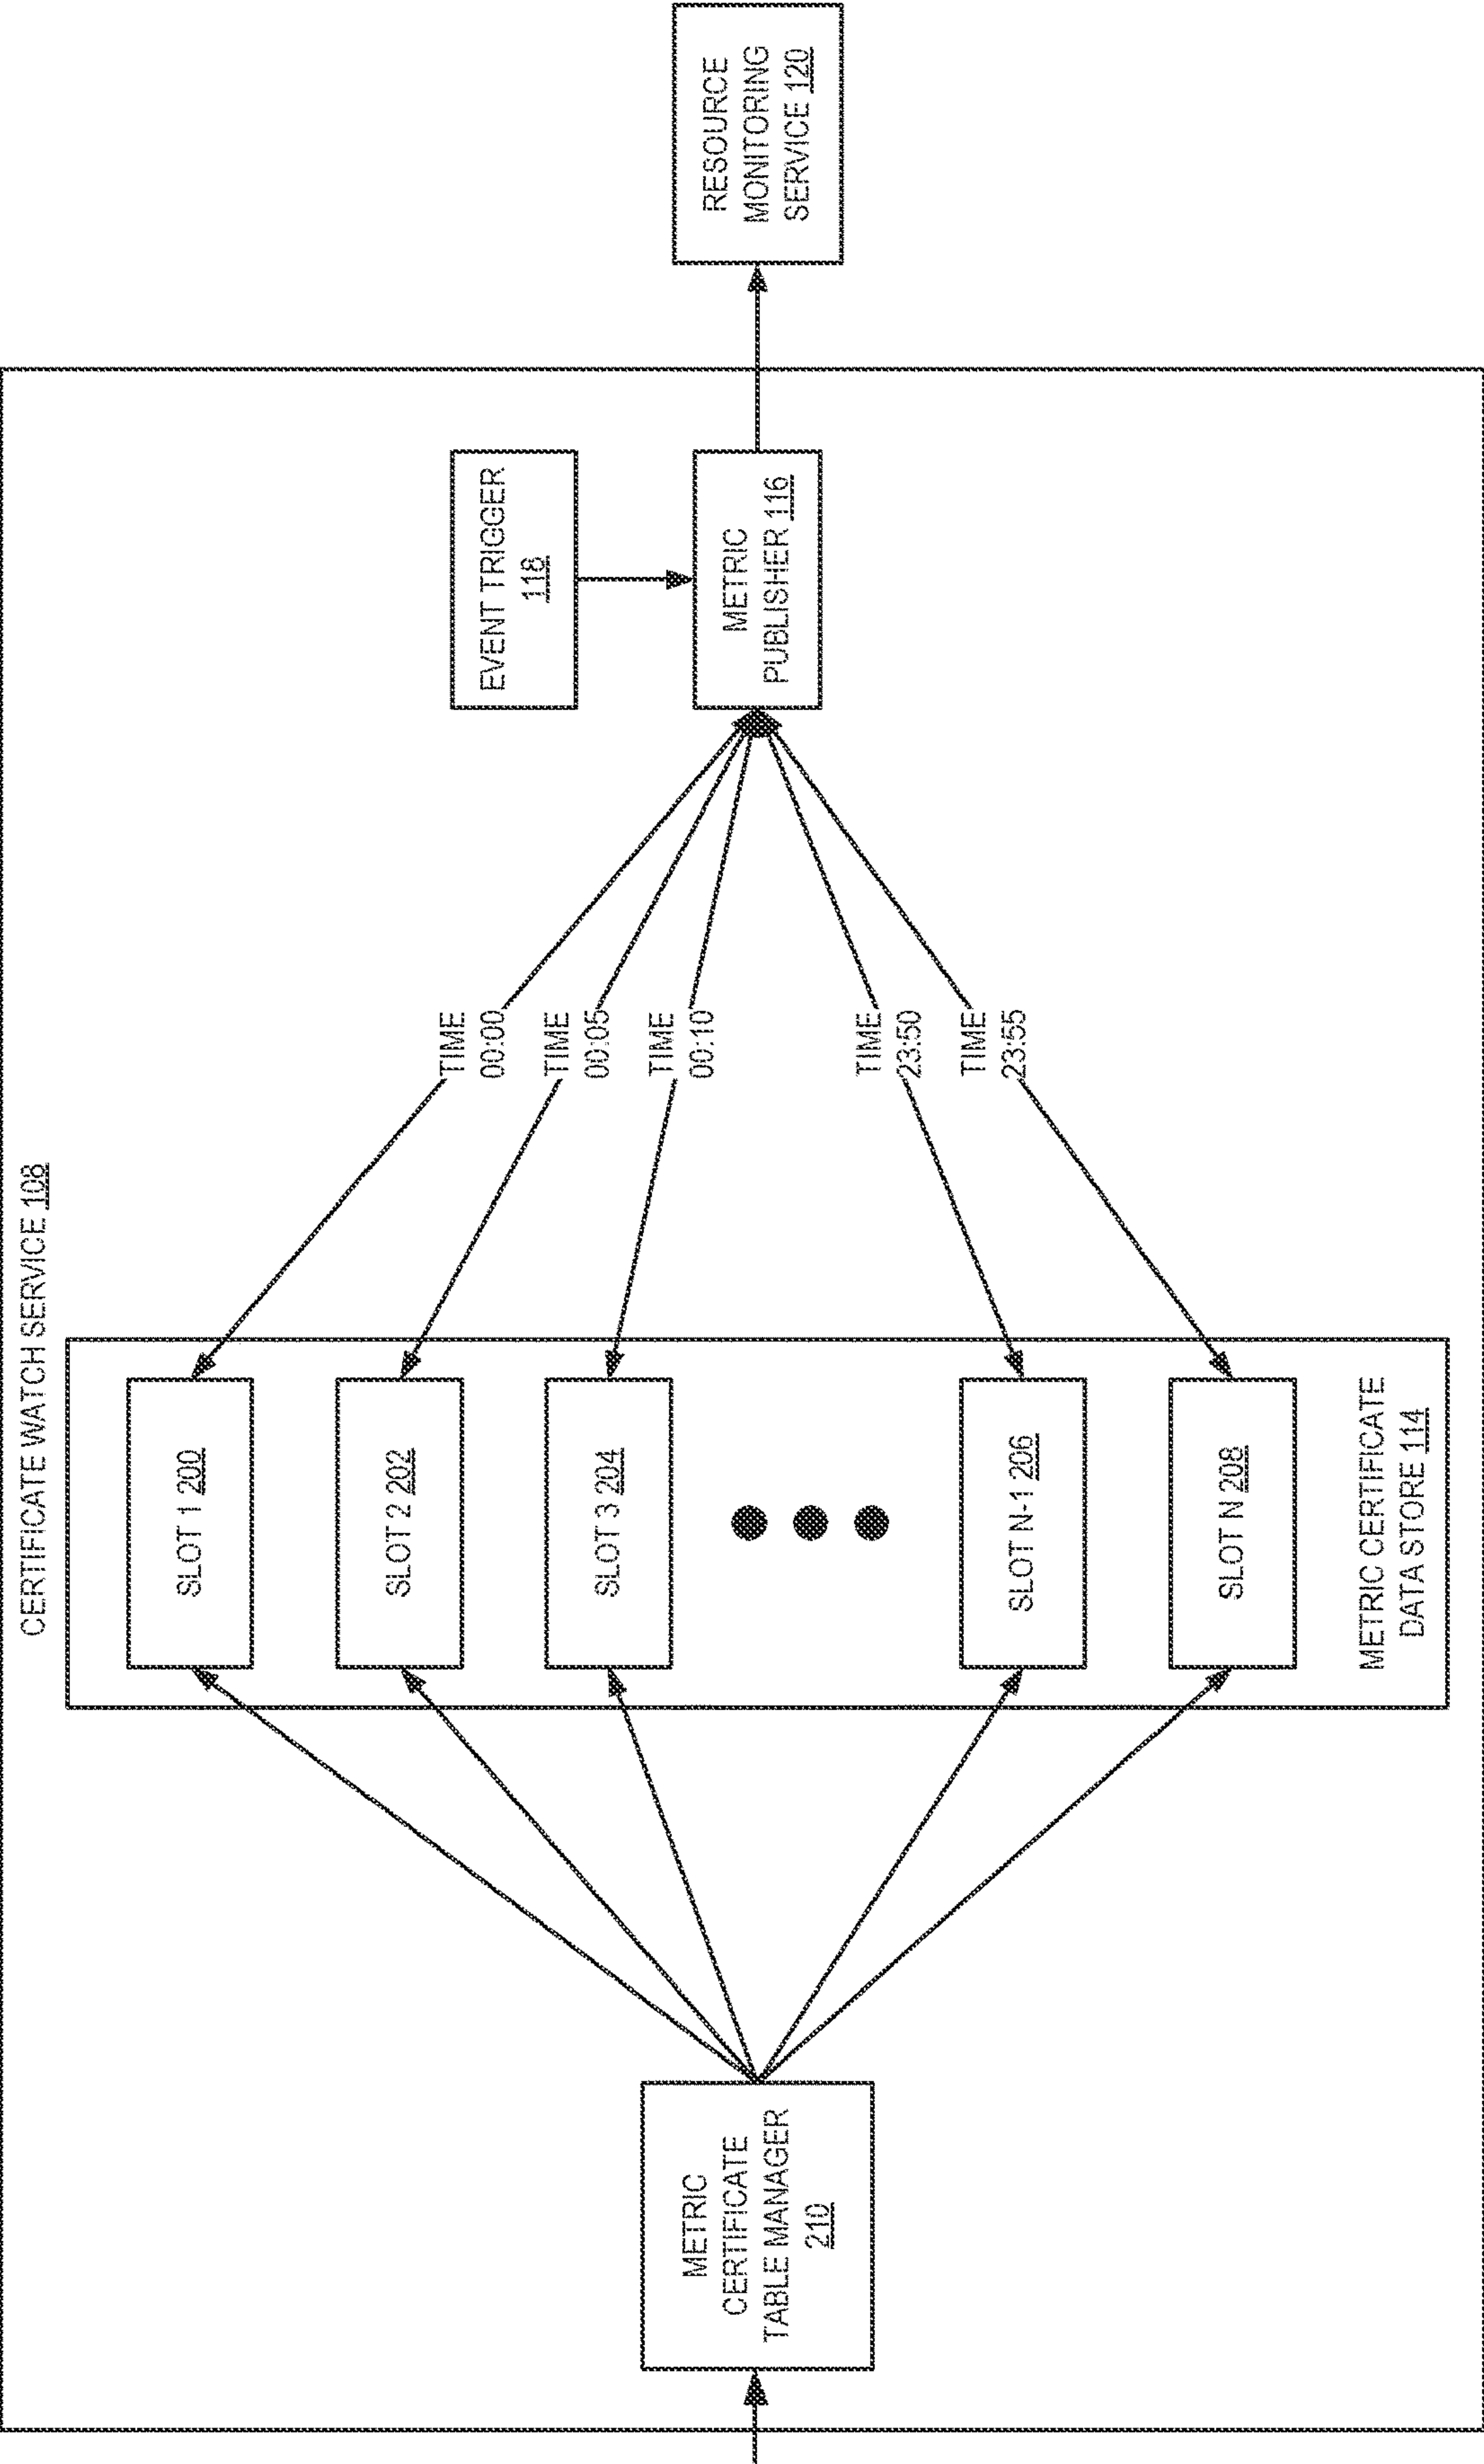 CERTIFICATE WATCH SERVICE 108
METRIC
CERTIFICATE
TABLE MANAGER
210
SLOT 1 200
SLOT 2 202
SLOT 3 204
SLOT N-1 206
SLOT N 208
METRIC CERTIFICATE
DATA STORE 114
TIME
00:00
TIME
00:05
TIME
00:10
TIME
23:50
TIME
23:55
EVENT TRIGGER
118
METRIC
PUBLISHER 116
RESOURCE
MONITORING
SERVICE 120